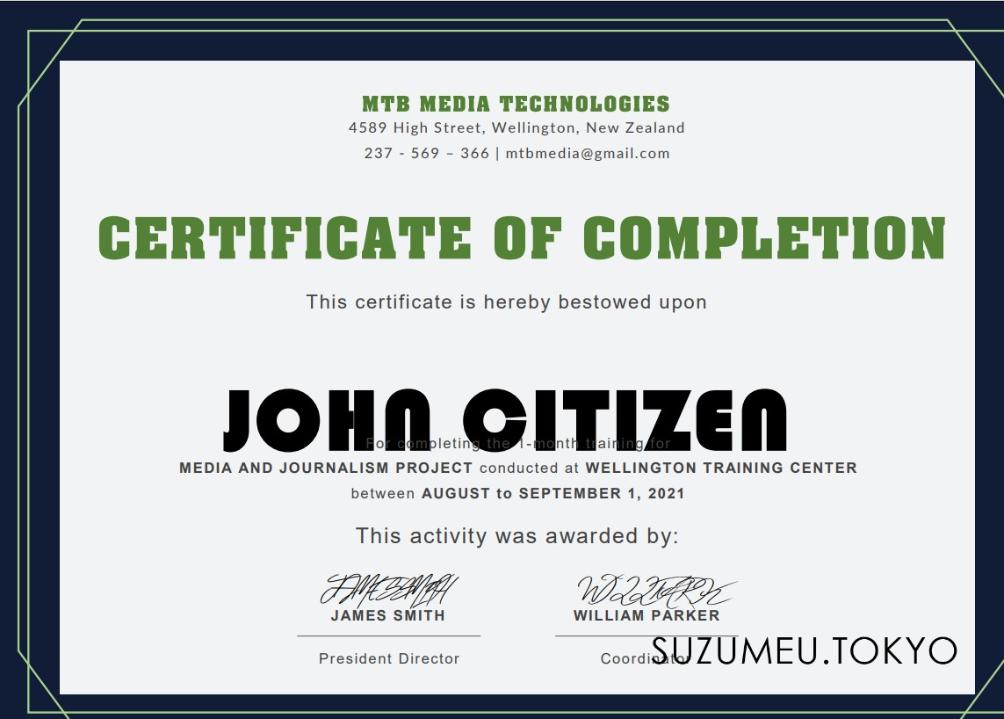 MTB MEDIA TECHNOLOGIES
4589 High Street, Wellington, New Zealand
237 - 569 – 366 | mtbmedia@gmail.com
CERTIFICATE OF COMPLETION
This certificate is hereby bestowed upon
JOHN CITIZEN
For completing the 1-month training for
MEDIA AND JOURNALISM PROJECT conducted at WELLINGTON TRAINING CENTER
between AUGUST to SEPTEMBER 1, 2021
This activity was awarded by:
JAMES SMITH WILLIAM PARKER
President Director Coordinator
SUZUMEU.TOKYO